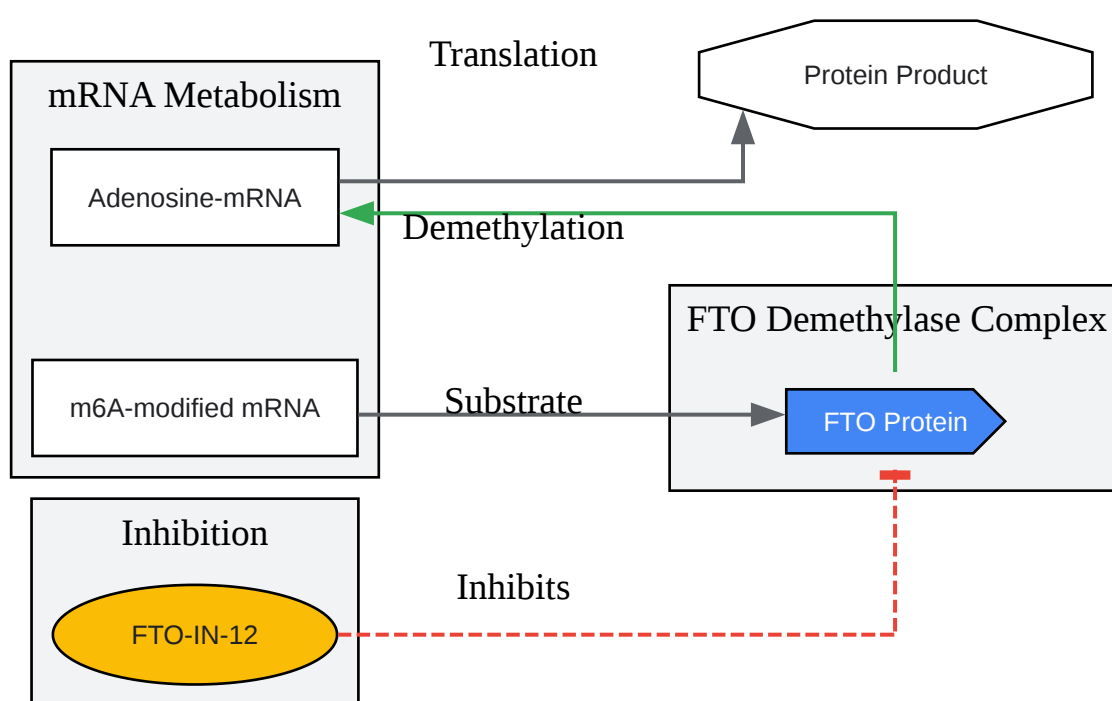 Translation
Protein Product
mRNA Metabolism
Adenosine-mRNA
Demethylation
FTO Demethylase Complex
m6A-modified mRNA
Substrate
FTO Protein
Inhibition
Inhibits
FTO-IN-12